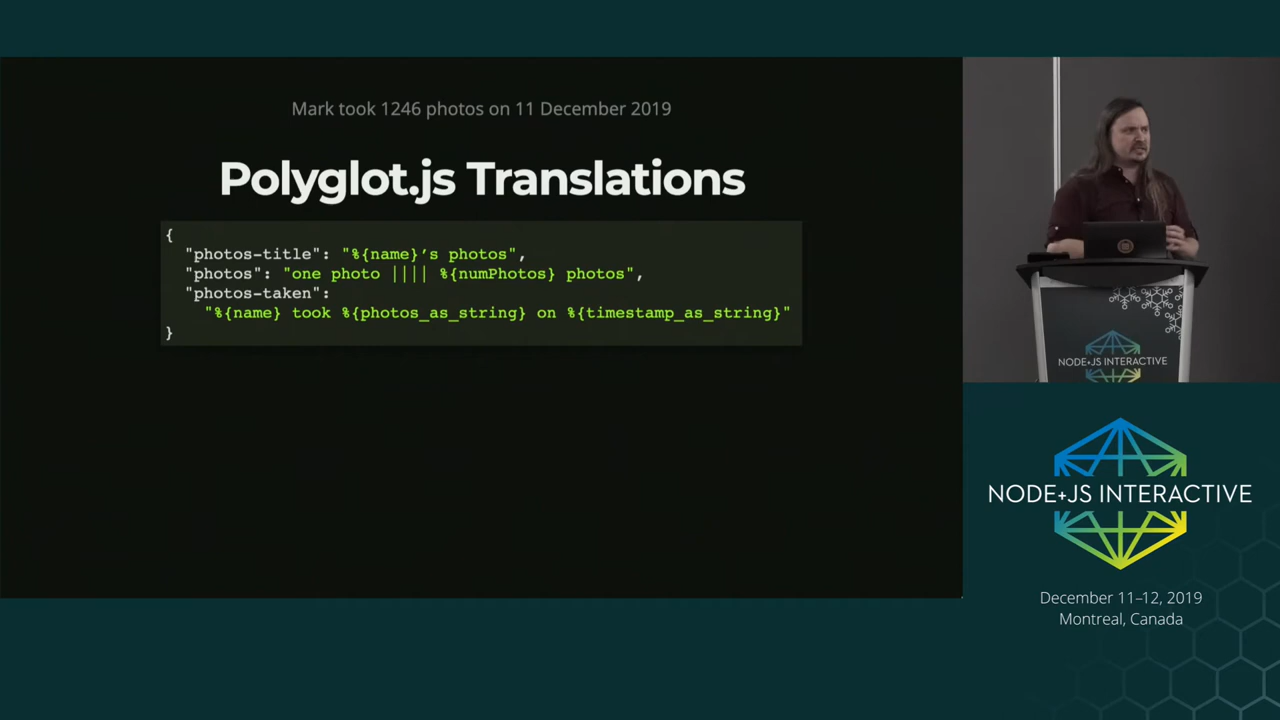 Mark took 1246 photos on 11 December 2019
Polyglot.js Translations
{
"photos-title": "%{name}’s photos",
"photos": "one photo |||| %{numPhotos} photos",
"photos-taken":
"%{name} took %{photos_as_string} on %{timestamp_as_string}"
}
NODE+JS INTERACTIVE
NODE+JS INTERACTIVE
December 11–12, 2019
Montreal, Canada